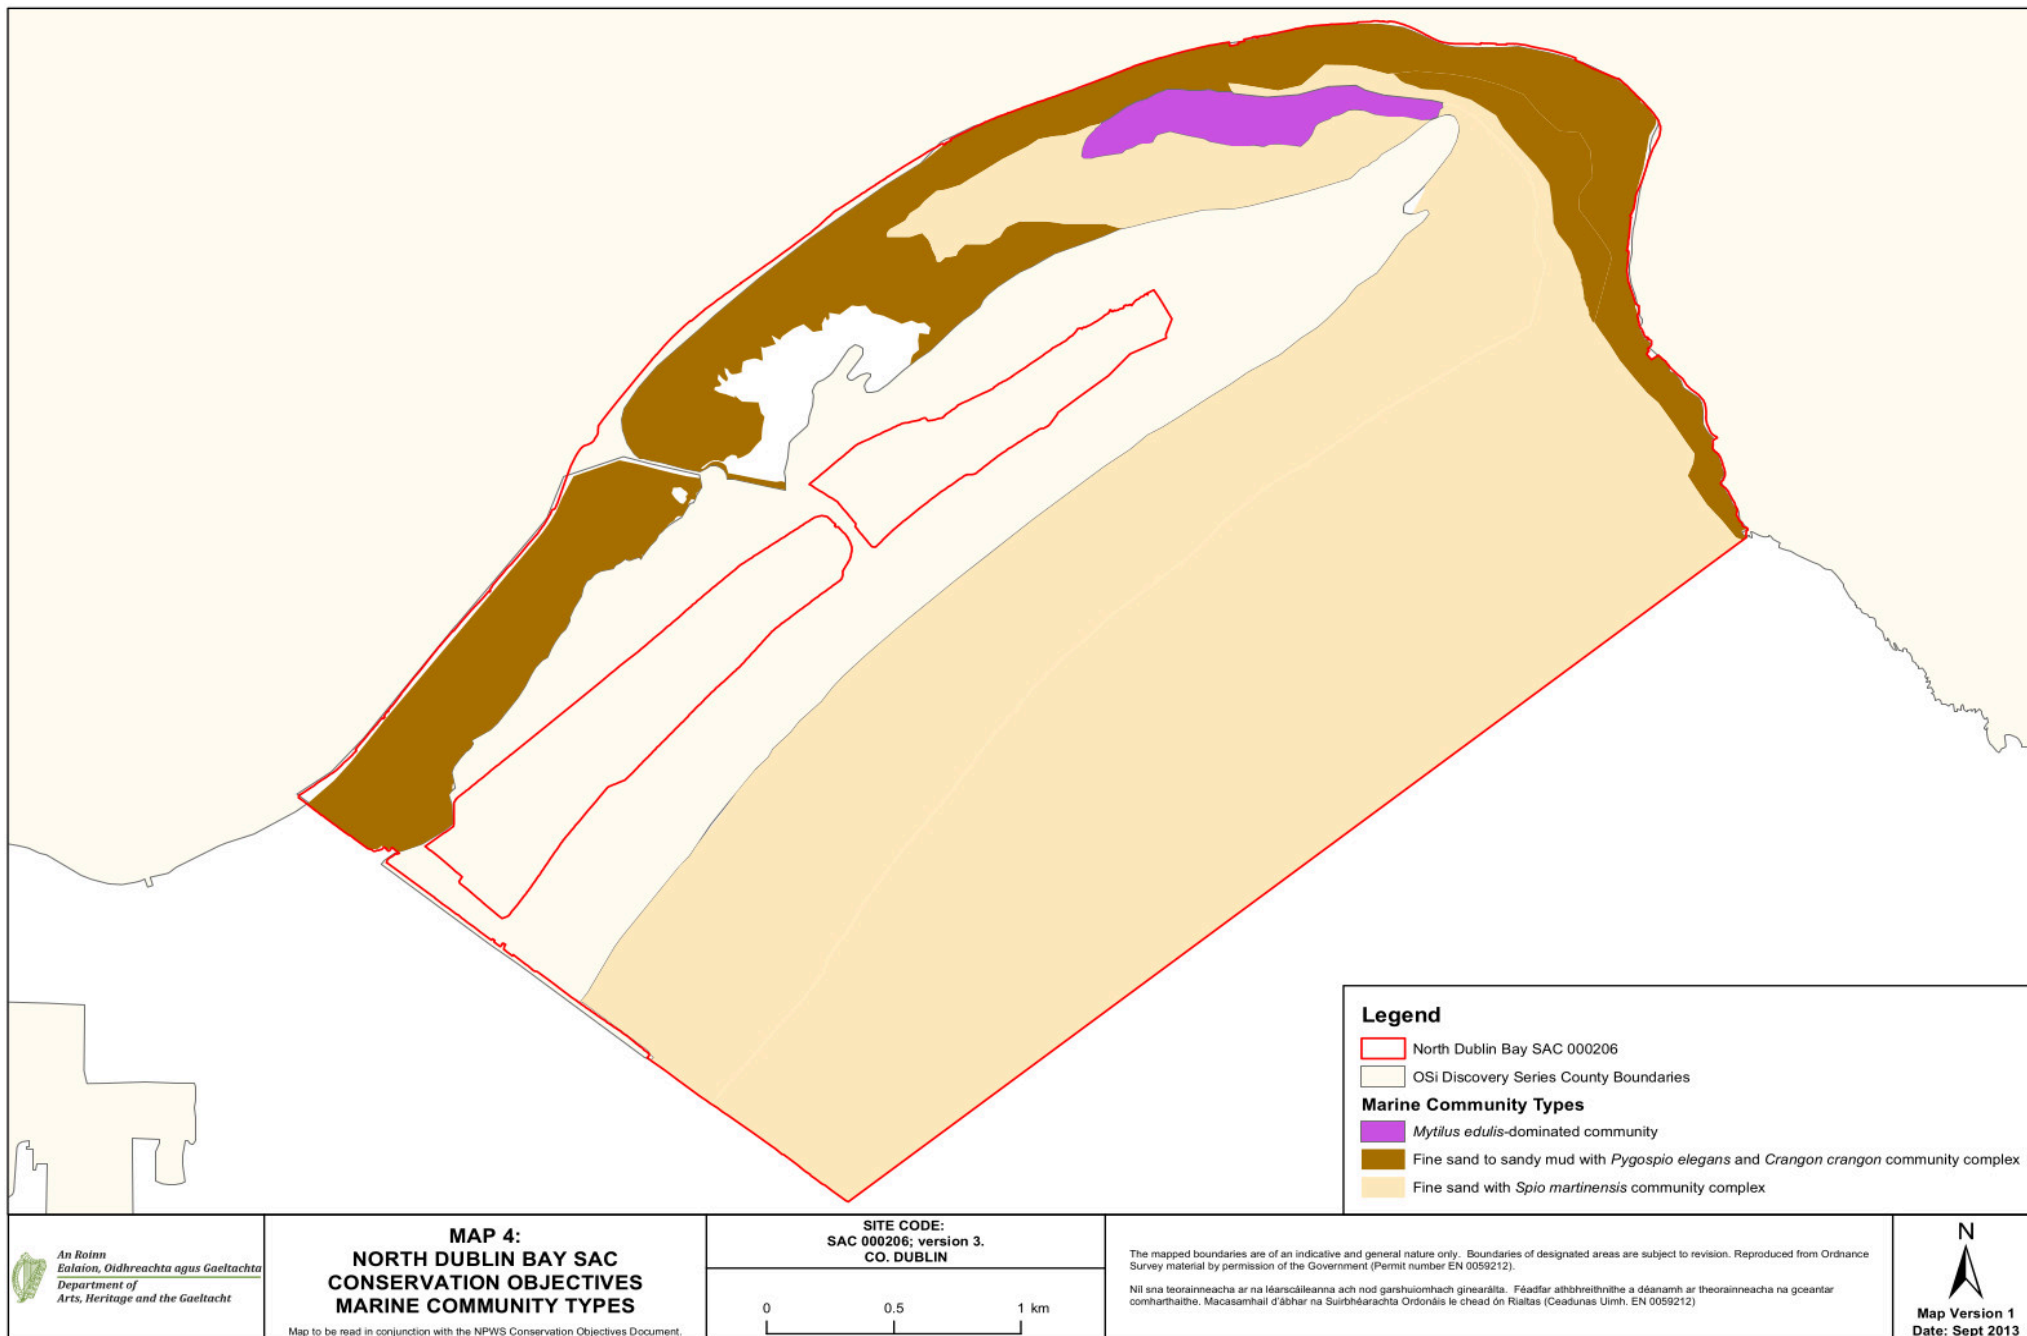 Legend
North Dublin Bay SAC 000206
OSi Discovery Series County Boundaries
Marine Community Types
Mytilus edulis-dominated community
Fine sand to sandy mud with Pygospio elegans and Crangon crangon community complex
Fine sand with Spio martinensis community complex
An Roinn
Ealaíon, Oidhreachta agus Gaeltachta
Department of
Arts, Heritage and the Gaeltacht
MAP 4:
NORTH DUBLIN BAY SAC
CONSERVATION OBJECTIVES
MARINE COMMUNITY TYPES
Map to be read in conjunction with the NPWS Conservation Objectives Document.
SITE CODE:
SAC 000206; version 3.
CO. DUBLIN
0 0.5 1 km
The mapped boundaries are of an indicative and general nature only. Boundaries of designated areas are subject to revision. Reproduced from Ordnance
Survey material by permission of the Government (Permit number EN 0059212).
Níl sna teorainneacha ar na léarscáileanna ach nod garshuiomhach ginearálta. Féadfar athbhreithnithe a déanamh ar theorainneacha na gceantar
comharthaithe. Macasamhail d'ábhar na Suirbhéarachta Ordonáis le chead ón Rialtas (Ceadunas Uimh. EN 0059212)
N
Map Version 1
Date: Sept 2013